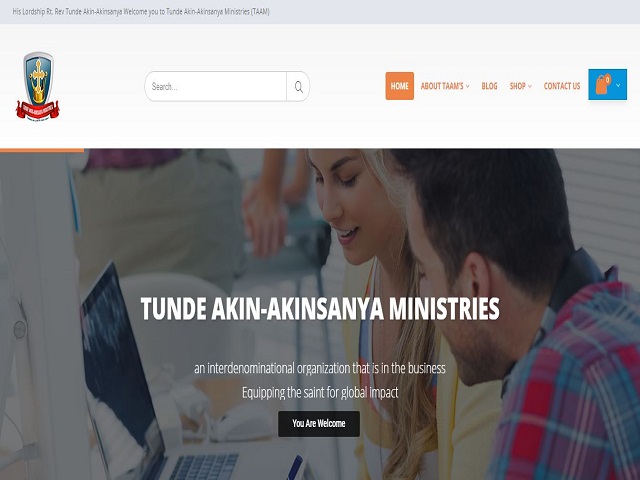 His Lordship Rt. Rev Tunde Akin-Akinsanya Welcome you to Tunde Akin-Akinsanya Ministries (TAAM)
Search...
HOME
ABOUT TAAM'S
BLOG
SHOP
CONTACT US
0
TUNDE AKIN-AKINSANYA MINISTRIES
an interdenominational organization that is in the business
Equipping the saint for global impact
You Are Welcome